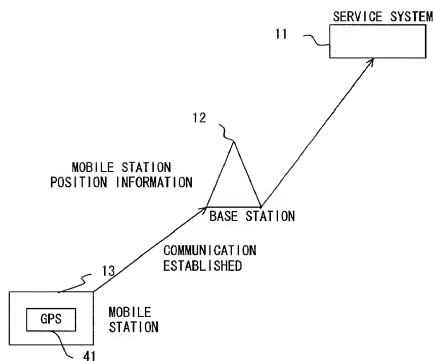 SERVICE SYSTEM
11
12
MOBILE STATION
POSITION INFORMATION
BASE STATION
COMMUNICATION
ESTABLISHED
13
GPS
MOBILE
STATION
41